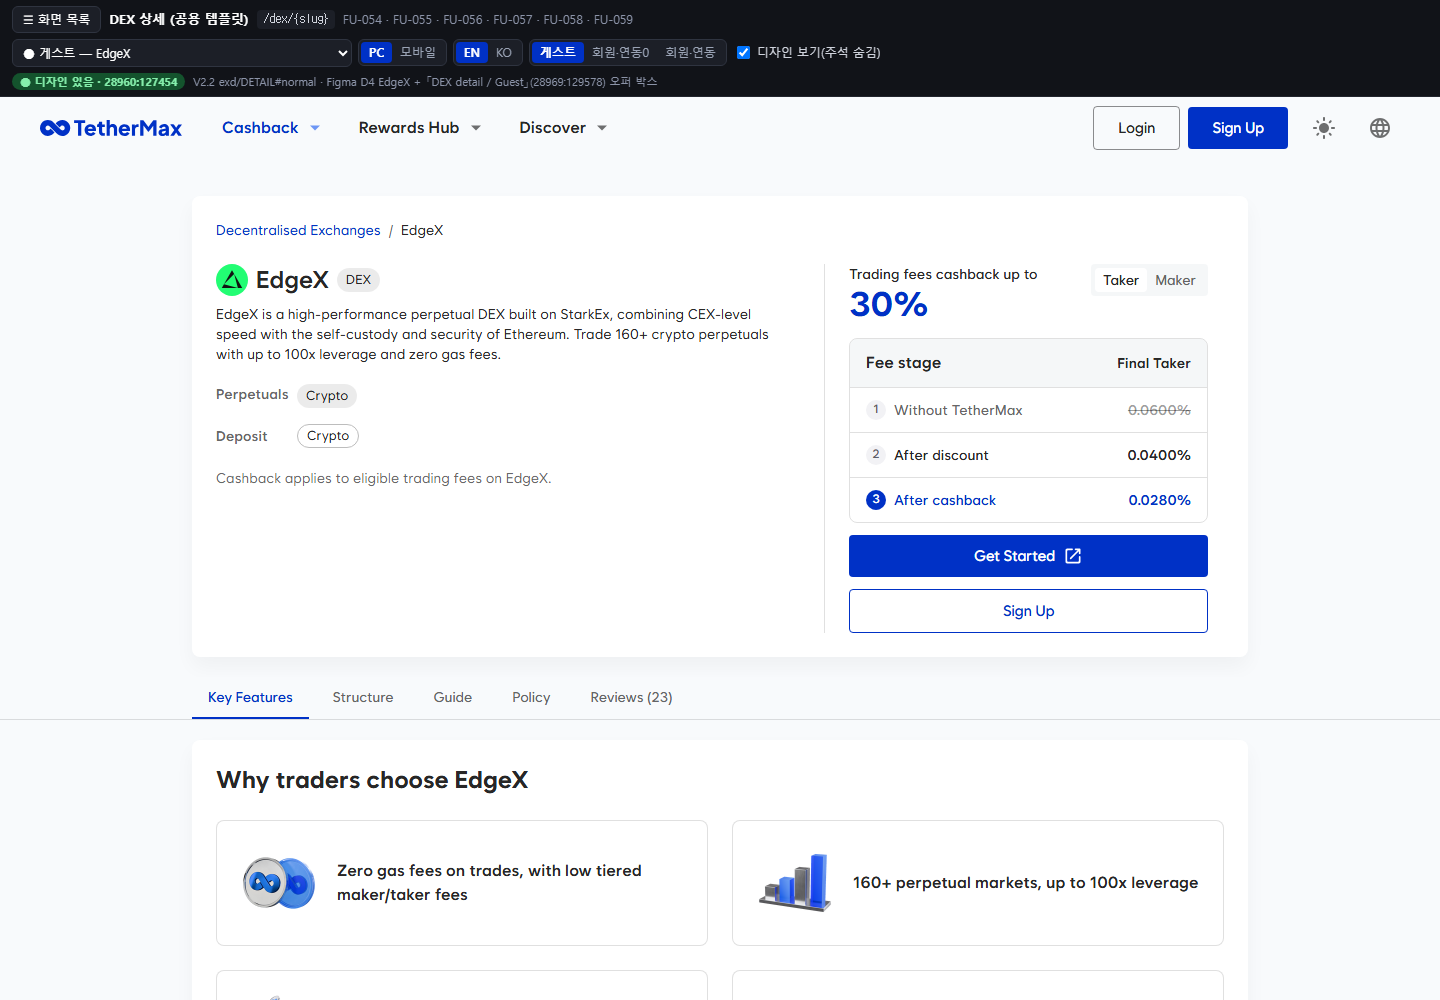 ☰ 화면 목록 DEX 상세 (공용 템플릿) /dex/{slug} FU-054 · FU-055 · FU-056 · FU-057 · FU-058 · FU-059
● 게스트 — EdgeX PC 모바일 EN KO 게스트 회원·연동0 회원·연동 디자인 보기(주석 숨김)
● 디자인 있음 · 28960:127454 V2.2 exd/DETAIL#normal · Figma D4 EdgeX + 「DEX detail / Guest」(28969:129578) 오퍼 박스
TetherMax Cashback Rewards Hub Discover Login Sign Up
Decentralised Exchanges / EdgeX
EdgeX DEX
EdgeX is a high-performance perpetual DEX built on StarkEx, combining CEX-level
speed with the self-custody and security of Ethereum. Trade 160+ crypto perpetuals
with up to 100x leverage and zero gas fees.
Perpetuals Crypto
Deposit Crypto
Cashback applies to eligible trading fees on EdgeX.
Trading fees cashback up to
30%
Taker Maker
Fee stage Final Taker
1 Without TetherMax 0.0600%
2 After discount 0.0400%
3 After cashback 0.0280%
Get Started
Sign Up
Key Features Structure Guide Policy Reviews (23)
Why traders choose EdgeX
Zero gas fees on trades, with low tiered
maker/taker fees
160+ perpetual markets, up to 100x leverage